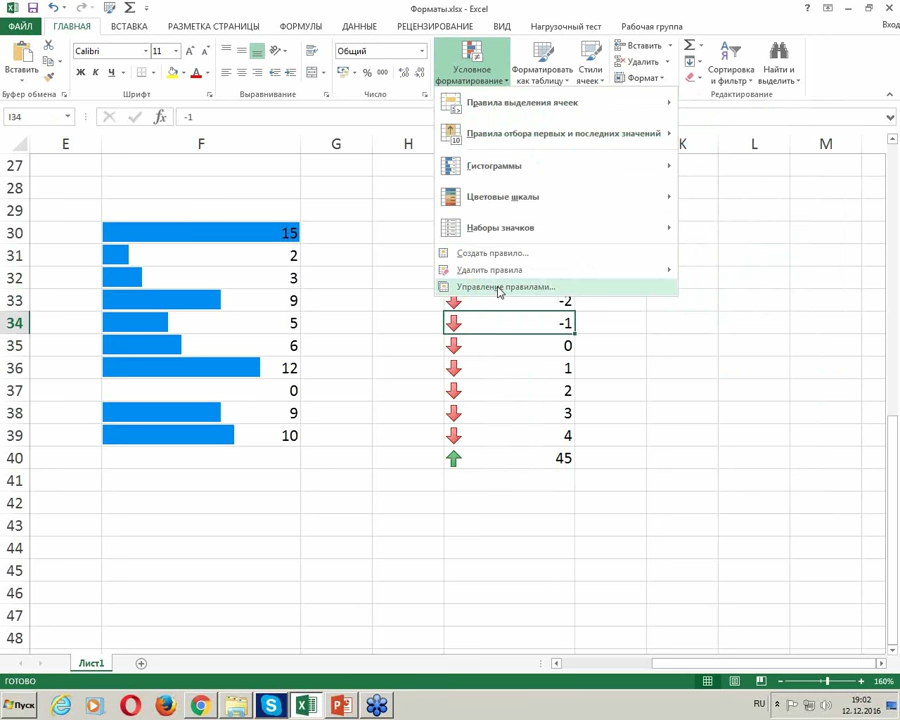 Форматы.xlsx - Excel
Вход
ФАЙЛ ГЛАВНАЯ ВСТАВКА РАЗМЕТКА СТРАНИЦЫ ФОРМУЛЫ ДАННЫЕ РЕЦЕНЗИРОВАНИЕ ВИД Нагрузочный тест Рабочая группа
Вставить
Calibri 11
Ж К Ч
Общий
% 000
Условное форматирование
Форматировать как таблицу
Стили ячеек
Вставить
Удалить
Формат
Сортировка и фильтр
Найти и выделить
Буфер обмена Шрифт Выравнивание Число Редактирование
I34 fx -1
Правила выделения ячеек
Правила отбора первых и последних значений
Гистограммы
Цветовые шкалы
Наборы значков
Создать правило...
Удалить правила
Управление правилами...
E F G H K L M
27
28
29
30 15
31 2
32 3
33 9 -2
34 5 -1
35 6 0
36 12 1
37 0 2
38 9 3
39 10 4
40 45
41
42
43
44
45
46
47
48
Лист1
ГОТОВО 160%
Пуск RU 19:02
12.12.2016